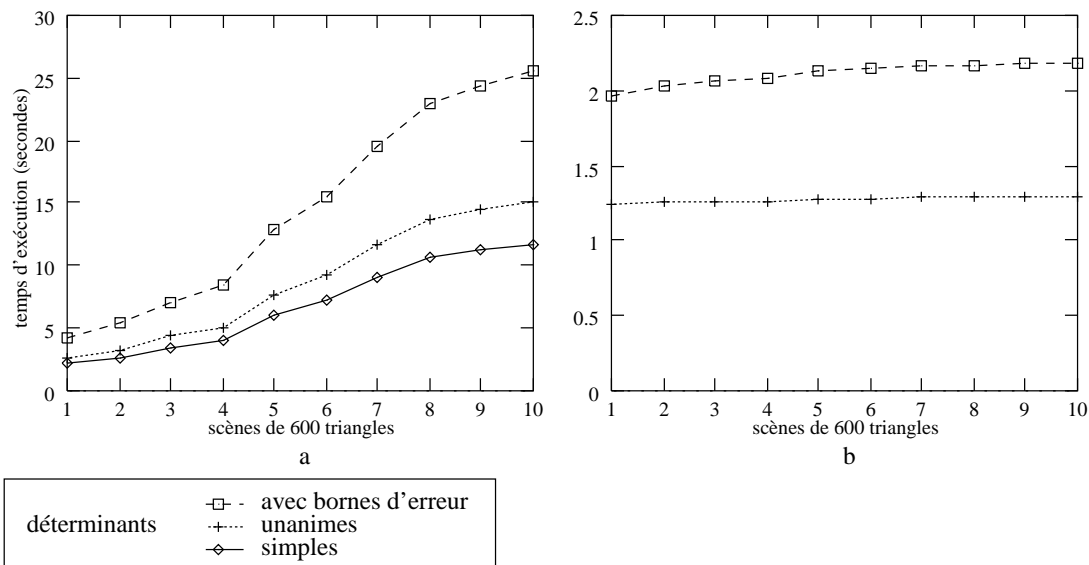 30
25
20
15
10
5
0
temps d'exécution (secondes)
1 2 3 4 5 6 7 8 9 10
scènes de 600 triangles
a
2.5
2
1.5
1
0.5
0
1 2 3 4 5 6 7 8 9 10
scènes de 600 triangles
b
déterminants
avec bornes d'erreur
unanimes
simples